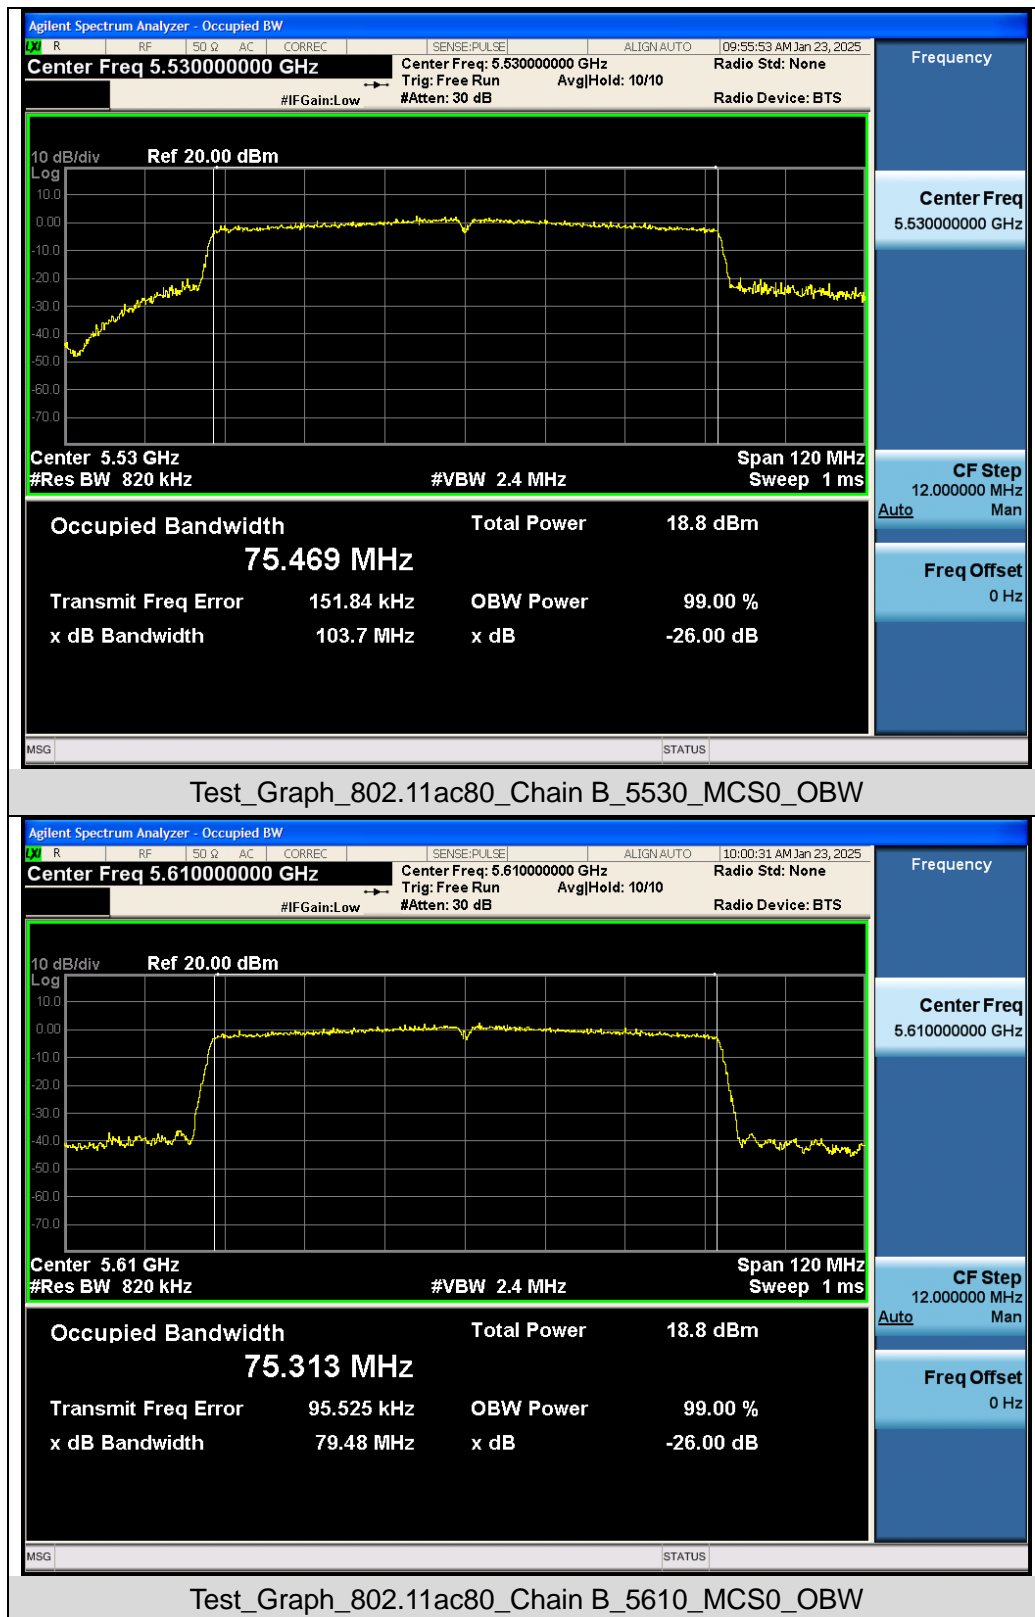 Agilent Spectrum Analyzer - Occupied BW
LXI R RF 50 Ω AC CORREC SENSE:PULSE ALIGN AUTO 09:55:53 AM Jan 23, 2025
Center Freq 5.530000000 GHz
Center Freq: 5.530000000 GHz Radio Std: None
Trig: Free Run Avg|Hold: 10/10
#IFGain:Low #Atten: 30 dB Radio Device: BTS
10 dB/div Ref 20.00 dBm
Log
10.0
0.00
-10.0
-20.0
-30.0
-40.0
-50.0
-60.0
-70.0
Center 5.53 GHz Span 120 MHz
#Res BW 820 kHz #VBW 2.4 MHz Sweep 1 ms
Occupied Bandwidth Total Power 18.8 dBm
75.469 MHz
Transmit Freq Error 151.84 kHz OBW Power 99.00 %
x dB Bandwidth 103.7 MHz x dB -26.00 dB
MSG STATUS
Frequency
Center Freq
5.530000000 GHz
CF Step
12.000000 MHz
Auto Man
Freq Offset
0 Hz
Test_Graph_802.11ac80_Chain B_5530_MCS0_OBW
Agilent Spectrum Analyzer - Occupied BW
LXI R RF 50 Ω AC CORREC SENSE:PULSE ALIGN AUTO 10:00:31 AM Jan 23, 2025
Center Freq 5.610000000 GHz
Center Freq: 5.610000000 GHz Radio Std: None
Trig: Free Run Avg|Hold: 10/10
#IFGain:Low #Atten: 30 dB Radio Device: BTS
10 dB/div Ref 20.00 dBm
Log
10.0
0.00
-10.0
-20.0
-30.0
-40.0
-50.0
-60.0
-70.0
Center 5.61 GHz Span 120 MHz
#Res BW 820 kHz #VBW 2.4 MHz Sweep 1 ms
Occupied Bandwidth Total Power 18.8 dBm
75.313 MHz
Transmit Freq Error 95.525 kHz OBW Power 99.00 %
x dB Bandwidth 79.48 MHz x dB -26.00 dB
MSG STATUS
Frequency
Center Freq
5.610000000 GHz
CF Step
12.000000 MHz
Auto Man
Freq Offset
0 Hz
Test_Graph_802.11ac80_Chain B_5610_MCS0_OBW